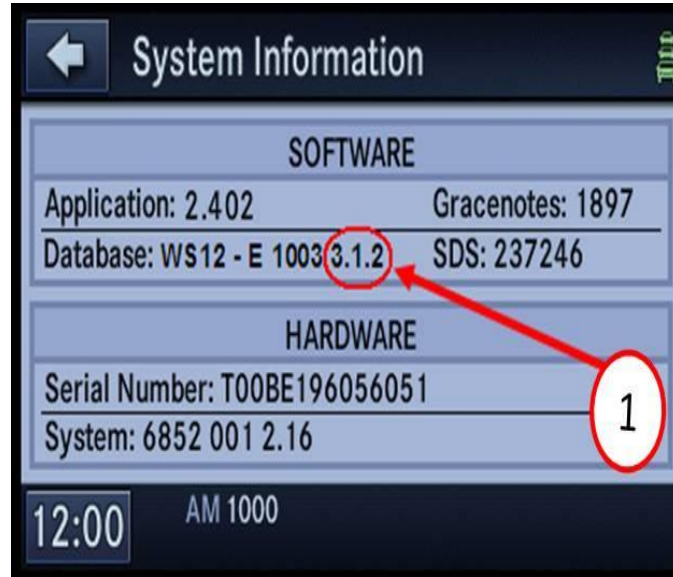 System Information
SOFTWARE
Application: 2.402 Gracenotes: 1897
Database: WS12 - E 1003 3.1.2 SDS: 237246
HARDWARE
Serial Number: T00BE196056051
System: 6852 001 2.16
1
12:00 AM 1000